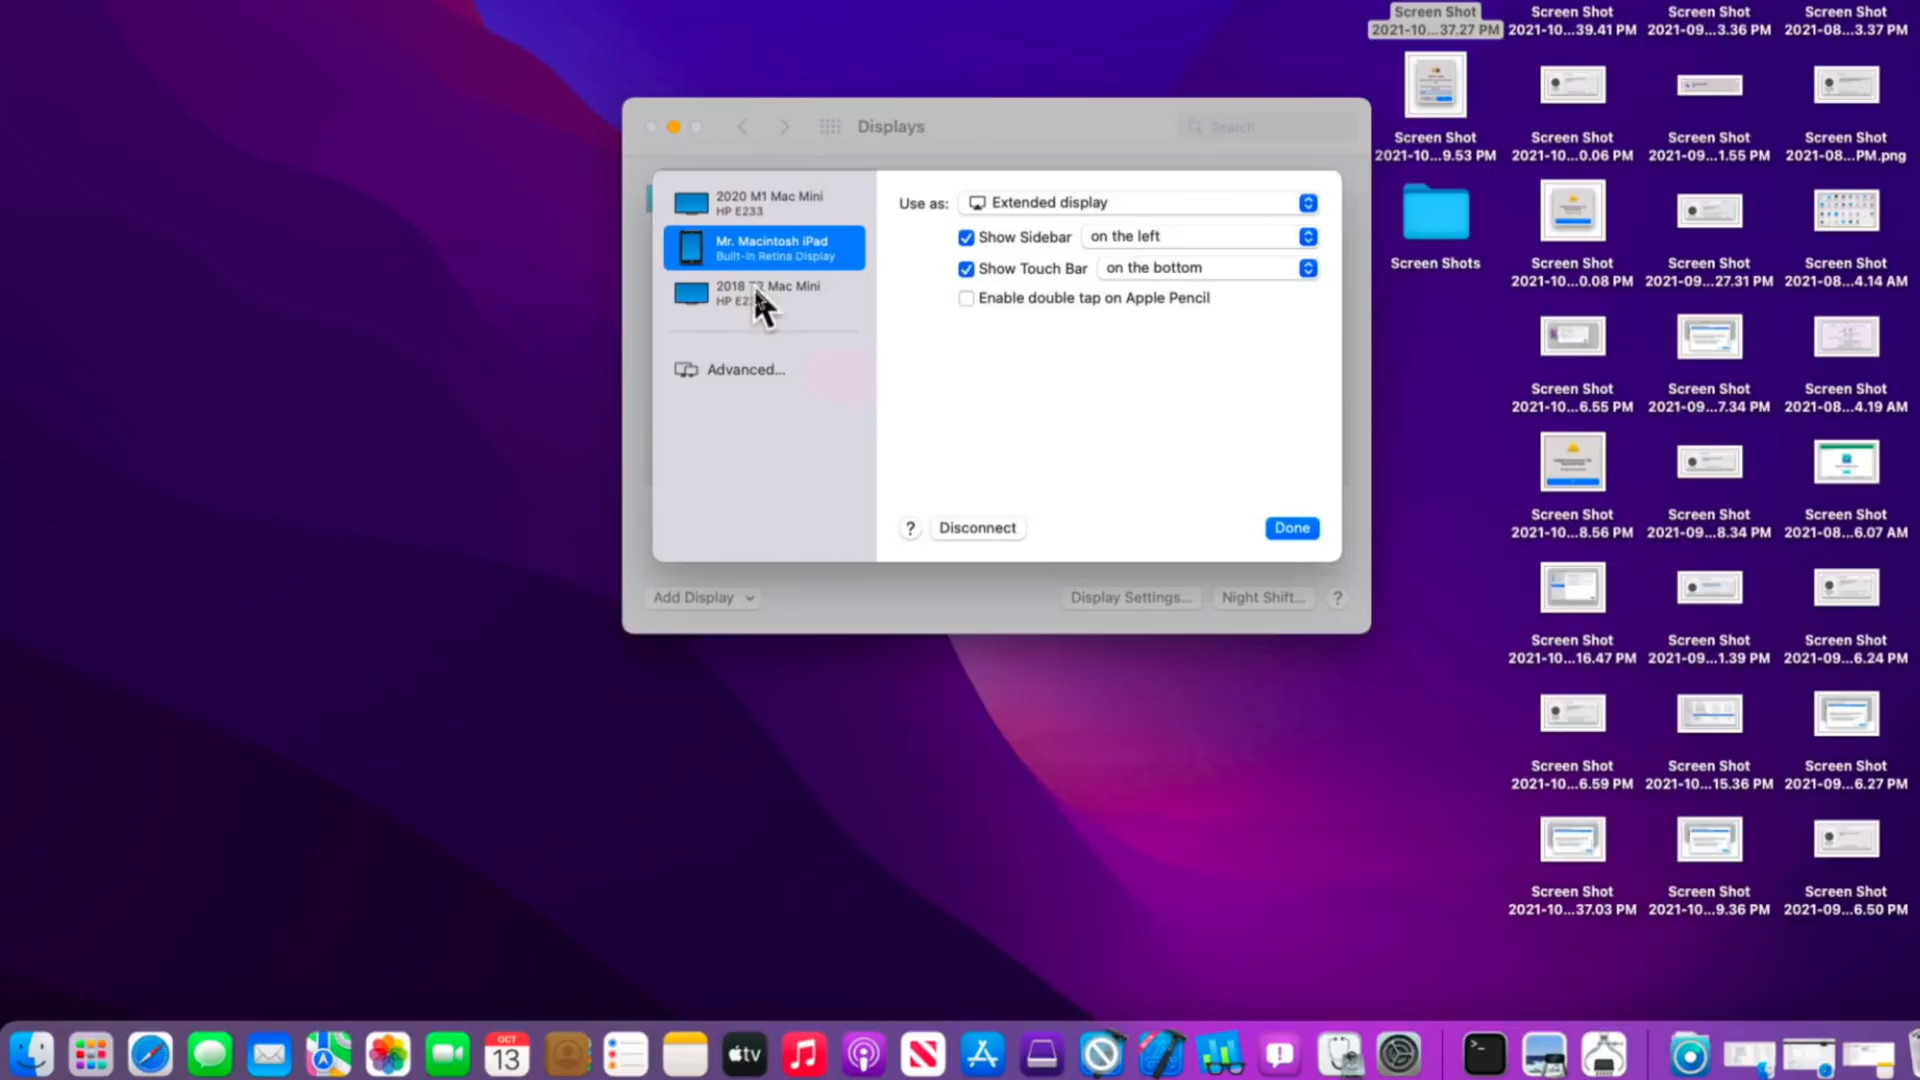 Displays
Search
2020 M1 Mac Mini
HP E233
Mr. Macintosh iPad
Built-in Retina Display
2018 T2 Mac Mini
HP
Advanced...
Use as:
Extended display
Show Sidebar
on the left
Show Touch Bar
on the bottom
Enable double tap on Apple Pencil
?
Disconnect
Done
Add Display
Display Settings...
Night Shift...
?
Screen Shot
2021-10...37.27 PM
Screen Shot
2021-10...39.41 PM
Screen Shot
2021-09...3.36 PM
Screen Shot
2021-08...3.37 PM
Screen Shot
2021-10...9.53 PM
Screen Shot
2021-10...0.06 PM
Screen Shot
2021-09...1.55 PM
Screen Shot
2021-08...PM.png
Screen Shots
Screen Shot
2021-10...0.08 PM
Screen Shot
2021-09...27.31 PM
Screen Shot
2021-08...4.14 AM
Screen Shot
2021-10...6.55 PM
Screen Shot
2021-09...7.34 PM
Screen Shot
2021-08...4.19 AM
Screen Shot
2021-10...8.56 PM
Screen Shot
2021-09...8.34 PM
Screen Shot
2021-08...6.07 AM
Screen Shot
2021-10...16.47 PM
Screen Shot
2021-09...1.39 PM
Screen Shot
2021-09...6.24 PM
Screen Shot
2021-10...6.59 PM
Screen Shot
2021-10...15.36 PM
Screen Shot
2021-09...6.27 PM
Screen Shot
2021-10...37.03 PM
Screen Shot
2021-10...9.36 PM
Screen Shot
2021-09...6.50 PM
OCT
13
tv